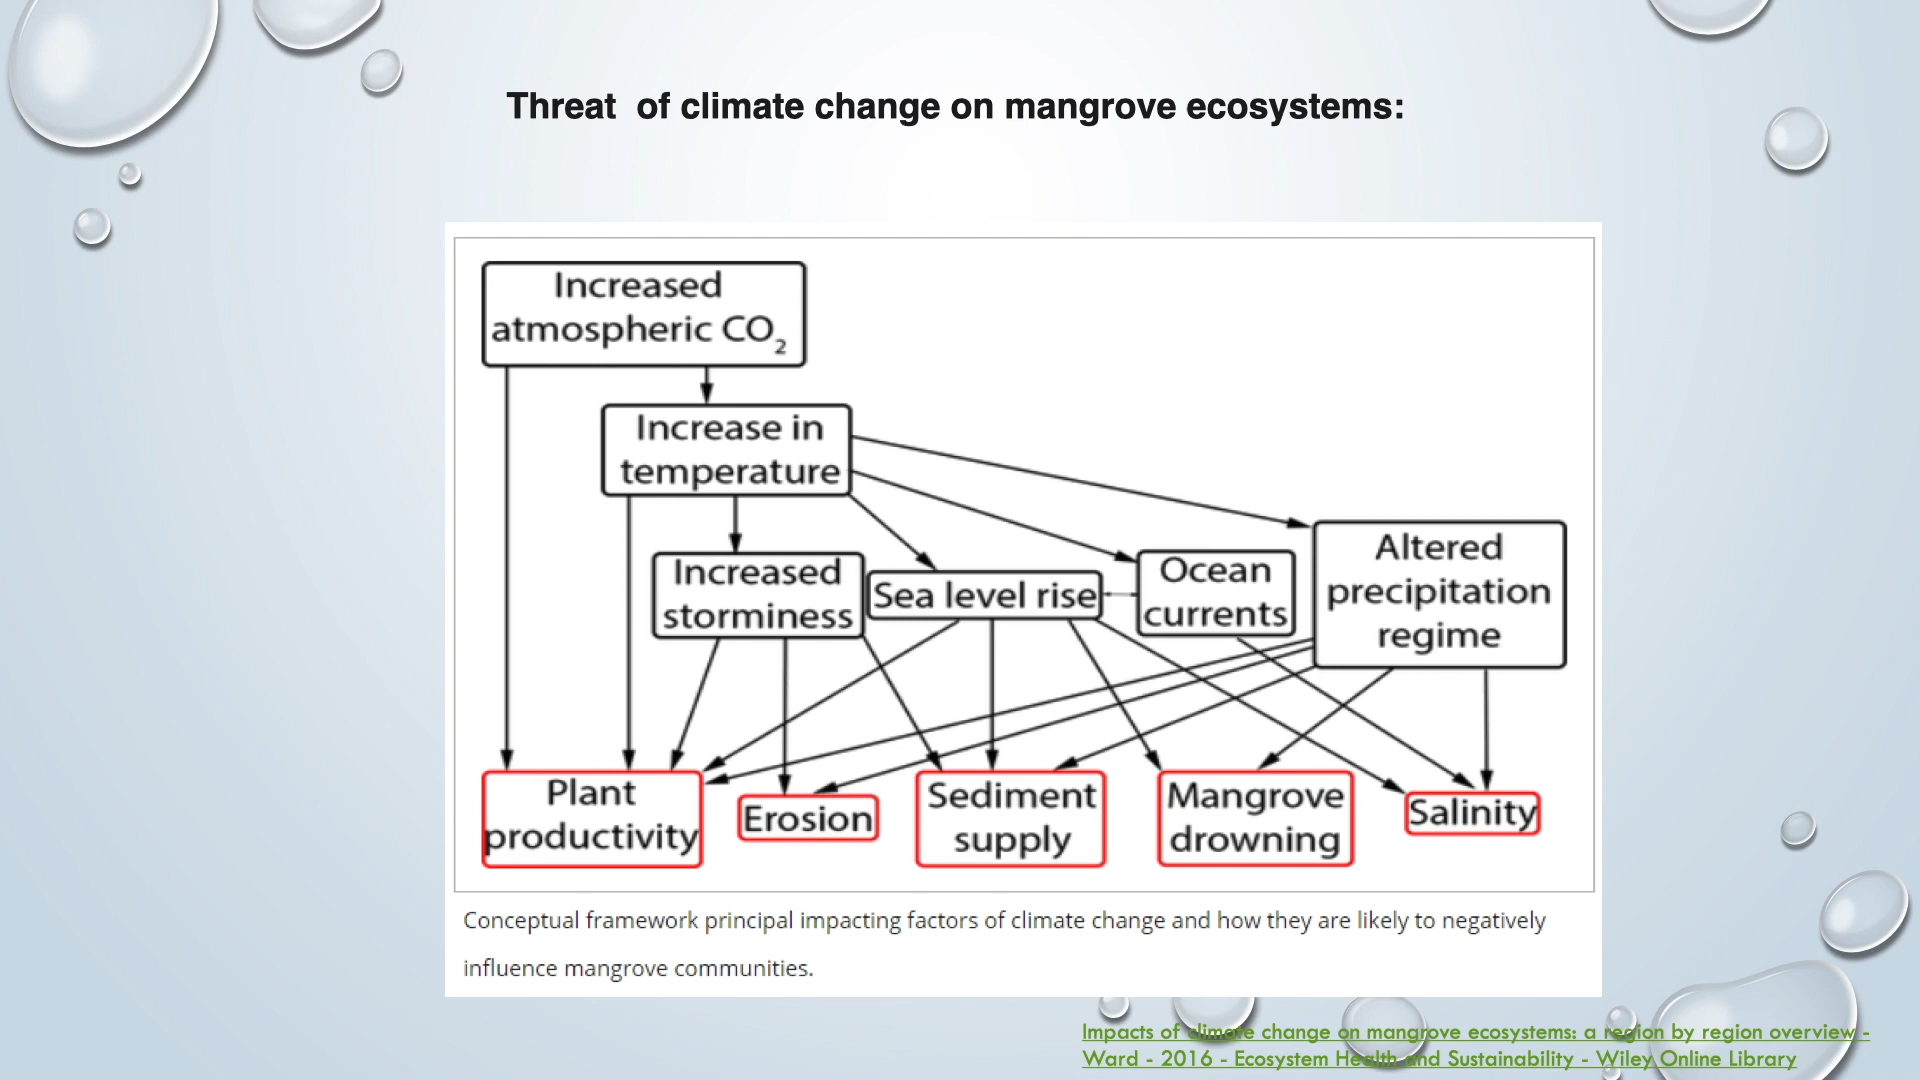 Threat  of climate change on mangrove ecosystems:
Increased
atmospheric CO₂
Increase in
temperature
Increased
storminess
Sea level rise
Ocean
currents
Altered
precipitation
regime
Plant
productivity
Erosion
Sediment
supply
Mangrove
drowning
Salinity
Conceptual framework principal impacting factors of climate change and how they are likely to negatively
influence mangrove communities.
Impacts of climate change on mangrove ecosystems: a region by region overview -
Ward - 2016 - Ecosystem Health and Sustainability - Wiley Online Library